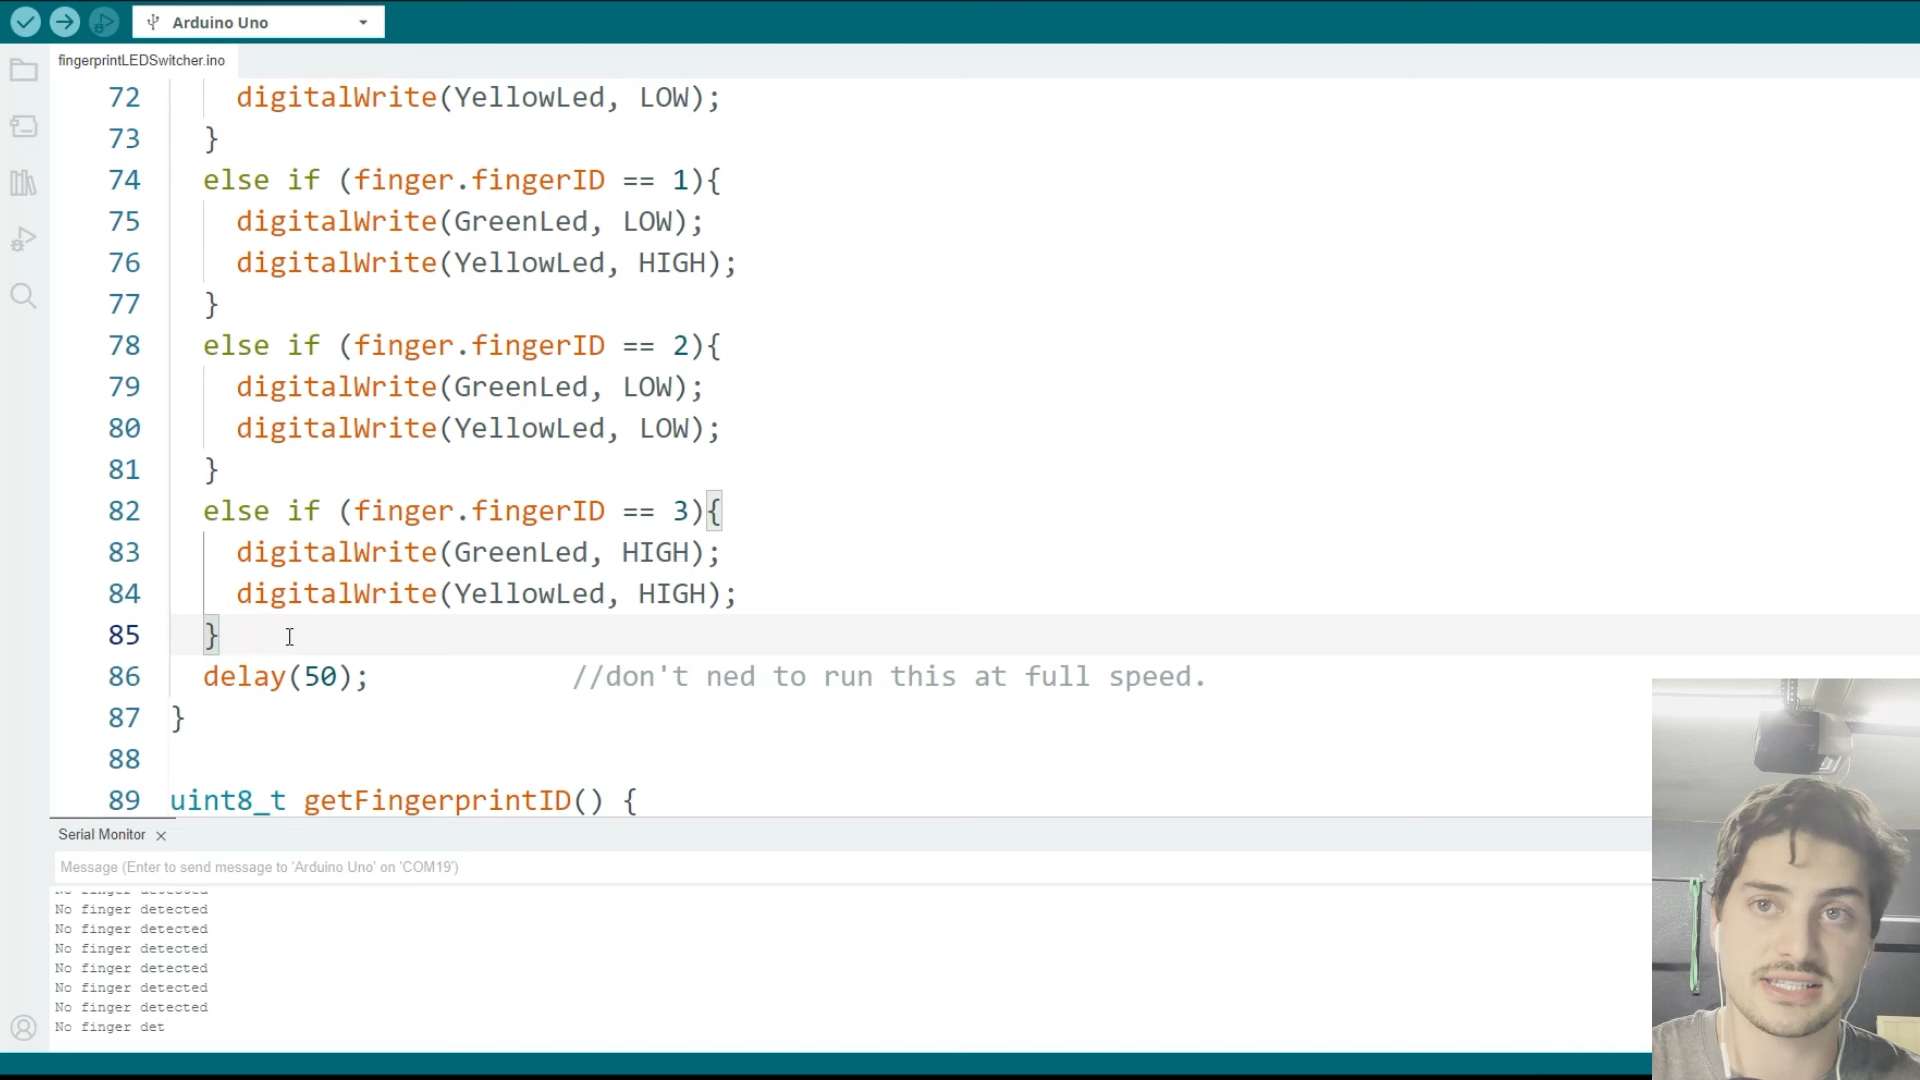 Arduino Uno
fingerprintLEDSwitcher.ino
72 digitalWrite(YellowLed, LOW);
73 }
74 else if (finger.fingerID == 1){
75 digitalWrite(GreenLed, LOW);
76 digitalWrite(YellowLed, HIGH);
77 }
78 else if (finger.fingerID == 2){
79 digitalWrite(GreenLed, LOW);
80 digitalWrite(YellowLed, LOW);
81 }
82 else if (finger.fingerID == 3){
83 digitalWrite(GreenLed, HIGH);
84 digitalWrite(YellowLed, HIGH);
85 }
86 delay(50); //don't ned to run this at full speed.
87 }
88
89 uint8_t getFingerprintID() {
Serial Monitor
Message (Enter to send message to 'Arduino Uno' on 'COM19')
No finger detected
No finger detected
No finger detected
No finger detected
No finger detected
No finger detected
No finger detected
No finger det